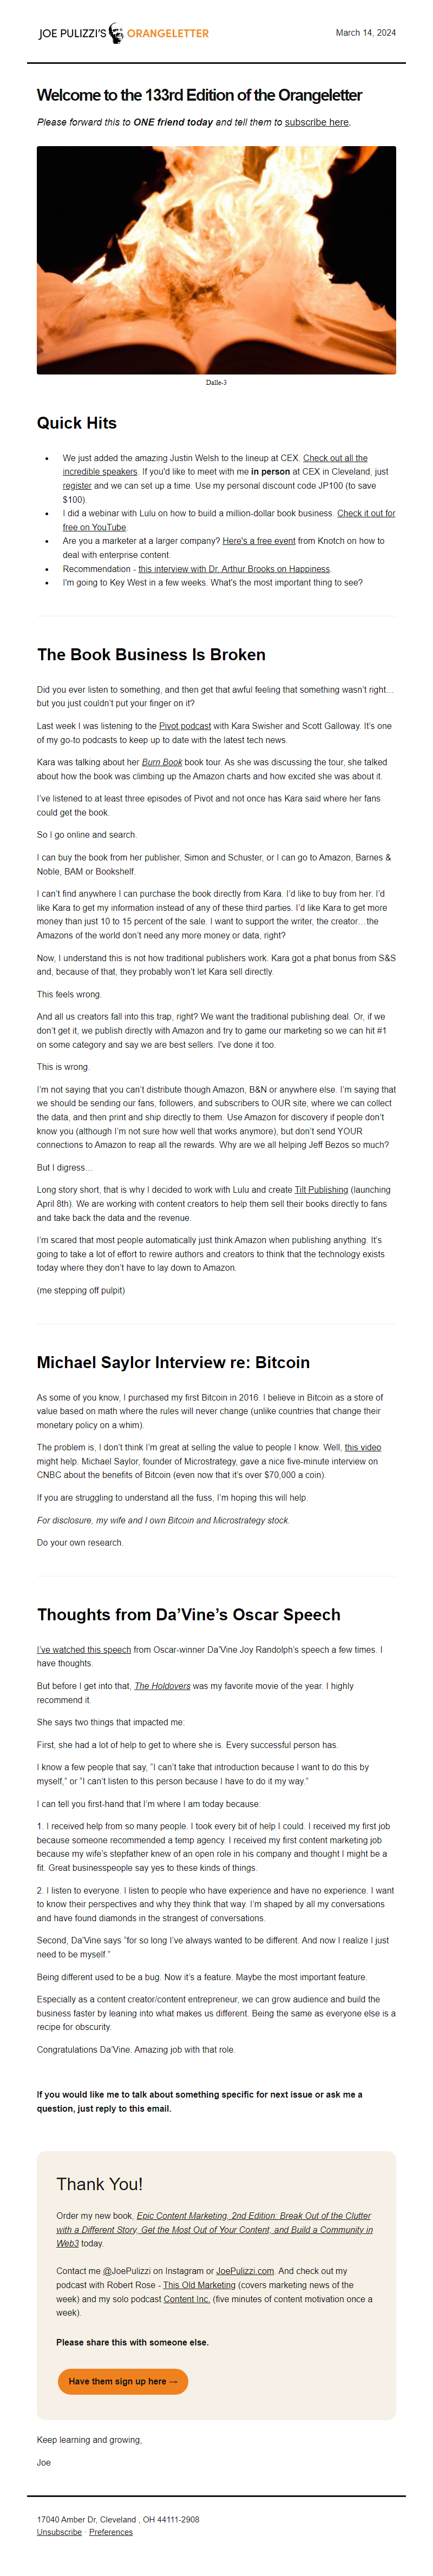 JOE PULIZZI'S ORANGELETTER
March 14, 2024
Welcome to the 133rd Edition of the Orangeletter
Please forward this to ONE friend today and tell them to subscribe here.
Dalle-3
Quick Hits
• We just added the amazing Justin Welsh to the lineup at CEX. Check out all the
incredible speakers. If you'd like to meet with me in person at CEX in Cleveland, just
register and we can set up a time. Use my personal discount code JP100 (to save
$100).
• I did a webinar with Lulu on how to build a million-dollar book business. Check it out for
free on YouTube.
• Are you a marketer at a larger company? Here's a free event from Knotch on how to
deal with enterprise content.
• Recommendation - this interview with Dr. Arthur Brooks on Happiness.
• I'm going to Key West in a few weeks. What's the most important thing to see?
The Book Business Is Broken
Did you ever listen to something, and then get that awful feeling that something wasn't right…
but you just couldn't put your finger on it?
Last week I was listening to the Pivot podcast with Kara Swisher and Scott Galloway. It's one
of my go-to podcasts to keep up to date with the latest tech news.
Kara was talking about her Burn Book book tour. As she was discussing the tour, she talked
about how the book was climbing up the Amazon charts and how excited she was about it.
I've listened to at least three episodes of Pivot and not once has Kara said where her fans
could get the book.
So I go online and search.
I can buy the book from her publisher, Simon and Schuster, or I can go to Amazon, Barnes &
Noble, BAM or Bookshelf.
I can't find anywhere I can purchase the book directly from Kara. I'd like to buy from her. I'd
like Kara to get my information instead of any of these third parties. I'd like Kara to get more
money than just 10 to 15 percent of the sale. I want to support the writer, the creator…the
Amazons of the world don't need any more money or data, right?
Now, I understand this is not how traditional publishers work. Kara got a phat bonus from S&S
and, because of that, they probably won't let Kara sell directly.
This feels wrong.
And all us creators fall into this trap, right? We want the traditional publishing deal. Or, if we
don't get it, we publish directly with Amazon and try to game our marketing so we can hit #1
on some category and say we are best sellers. I've done it too.
This is wrong.
I'm not saying that you can't distribute though Amazon, B&N or anywhere else. I'm saying that
we should be sending our fans, followers, and subscribers to OUR site, where we can collect
the data, and then print and ship directly to them. Use Amazon for discovery if people don't
know you (although I'm not sure how well that works anymore), but don't send YOUR
connections to Amazon to reap all the rewards. Why are we all helping Jeff Bezos so much?
But I digress…
Long story short, that is why I decided to work with Lulu and create Tilt Publishing (launching
April 8th). We are working with content creators to help them sell their books directly to fans
and take back the data and the revenue.
I'm scared that most people automatically just think Amazon when publishing anything. It's
going to take a lot of effort to rewire authors and creators to think that the technology exists
today where they don't have to lay down to Amazon.
(me stepping off pulpit)
Michael Saylor Interview re: Bitcoin
As some of you know, I purchased my first Bitcoin in 2016. I believe in Bitcoin as a store of
value based on math where the rules will never change (unlike countries that change their
monetary policy on a whim).
The problem is, I don't think I'm great at selling the value to people I know. Well, this video
might help. Michael Saylor, founder of Microstrategy, gave a nice five-minute interview on
CNBC about the benefits of Bitcoin (even now that it's over $70,000 a coin).
If you are struggling to understand all the fuss, I'm hoping this will help.
For disclosure, my wife and I own Bitcoin and Microstrategy stock.
Do your own research.
Thoughts from Da'Vine's Oscar Speech
I've watched this speech from Oscar-winner Da'Vine Joy Randolph's speech a few times. I
have thoughts.
But before I get into that, The Holdovers was my favorite movie of the year. I highly
recommend it.
She says two things that impacted me:
First, she had a lot of help to get to where she is. Every successful person has.
I know a few people that say, "I can't take that introduction because I want to do this by
myself," or "I can't listen to this person because I have to do it my way."
I can tell you first-hand that I'm where I am today because:
1. I received help from so many people. I took every bit of help I could. I received my first job
because someone recommended a temp agency. I received my first content marketing job
because my wife's stepfather knew of an open role in his company and thought I might be a
fit. Great businesspeople say yes to these kinds of things.
2. I listen to everyone. I listen to people who have experience and have no experience. I want
to know their perspectives and why they think that way. I'm shaped by all my conversations
and have found diamonds in the strangest of conversations.
Second, Da'Vine says "for so long I've always wanted to be different. And now I realize I just
need to be myself."
Being different used to be a bug. Now it's a feature. Maybe the most important feature.
Especially as a content creator/content entrepreneur, we can grow audience and build the
business faster by leaning into what makes us different. Being the same as everyone else is a
recipe for obscurity.
Congratulations Da'Vine. Amazing job with that role.
If you would like me to talk about something specific for next issue or ask me a
question, just reply to this email.
Thank You!
Order my new book, Epic Content Marketing, 2nd Edition: Break Out of the Clutter
with a Different Story, Get the Most Out of Your Content, and Build a Community in
Web3 today.
Contact me @JoePulizzi on Instagram or JoePulizzi.com. And check out my
podcast with Robert Rose - This Old Marketing (covers marketing news of the
week) and my solo podcast Content Inc. (five minutes of content motivation once a
week).
Please share this with someone else.
Have them sign up here →
Keep learning and growing,
Joe
17040 Amber Dr, Cleveland , OH 44111-2908
Unsubscribe · Preferences